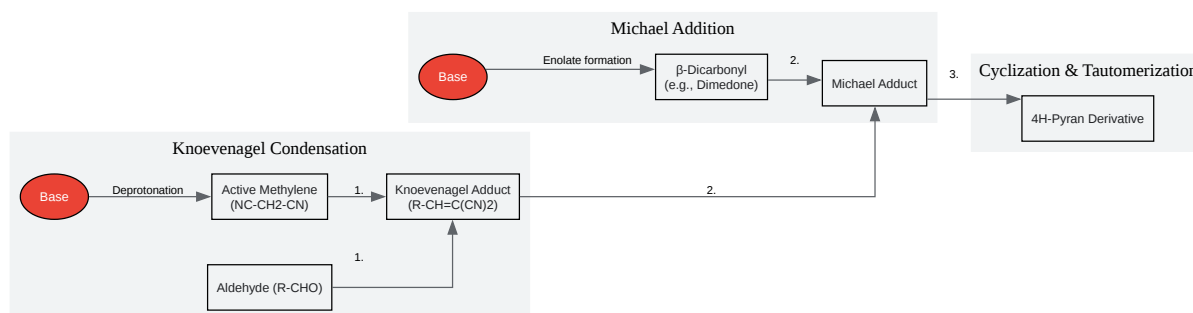 Michael Addition
Base
Enolate formation
β-Dicarbonyl
(e.g., Dimedone)
2.
Michael Adduct
3.
Cyclization & Tautomerization
4H-Pyran Derivative
Knoevenagel Condensation
Base
Deprotonation
Active Methylene
(NC-CH2-CN)
1.
Knoevenagel Adduct
(R-CH=C(CN)2)
2.
Aldehyde (R-CHO)
1.